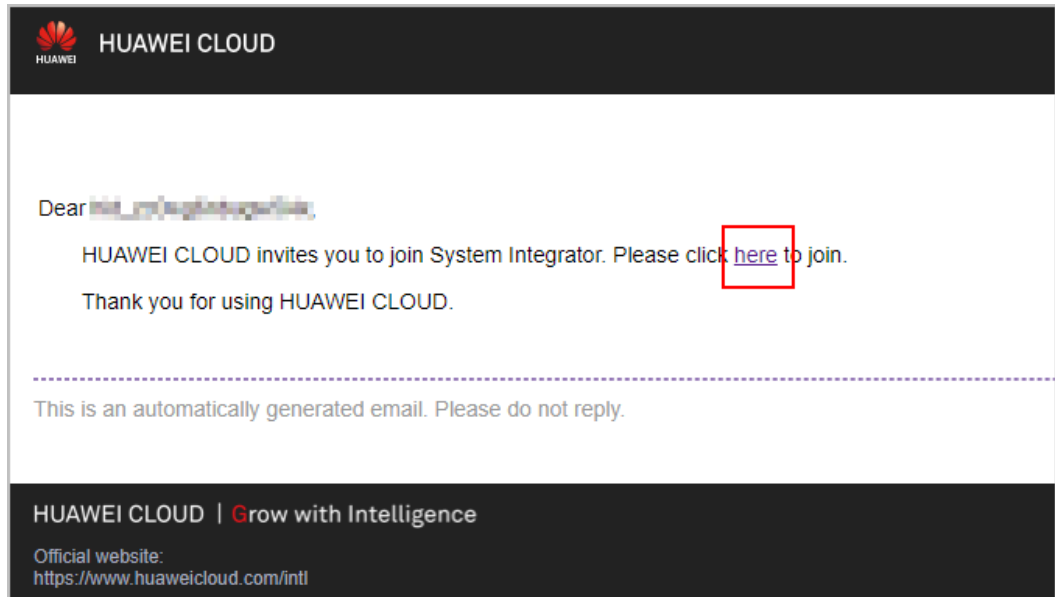 HUAWEI
HUAWEI CLOUD
Dear
HUAWEI CLOUD invites you to join System Integrator. Please click here to join.
Thank you for using HUAWEI CLOUD.
This is an automatically generated email. Please do not reply.
HUAWEI CLOUD | Grow with Intelligence
Official website:
https://www.huaweicloud.com/intl